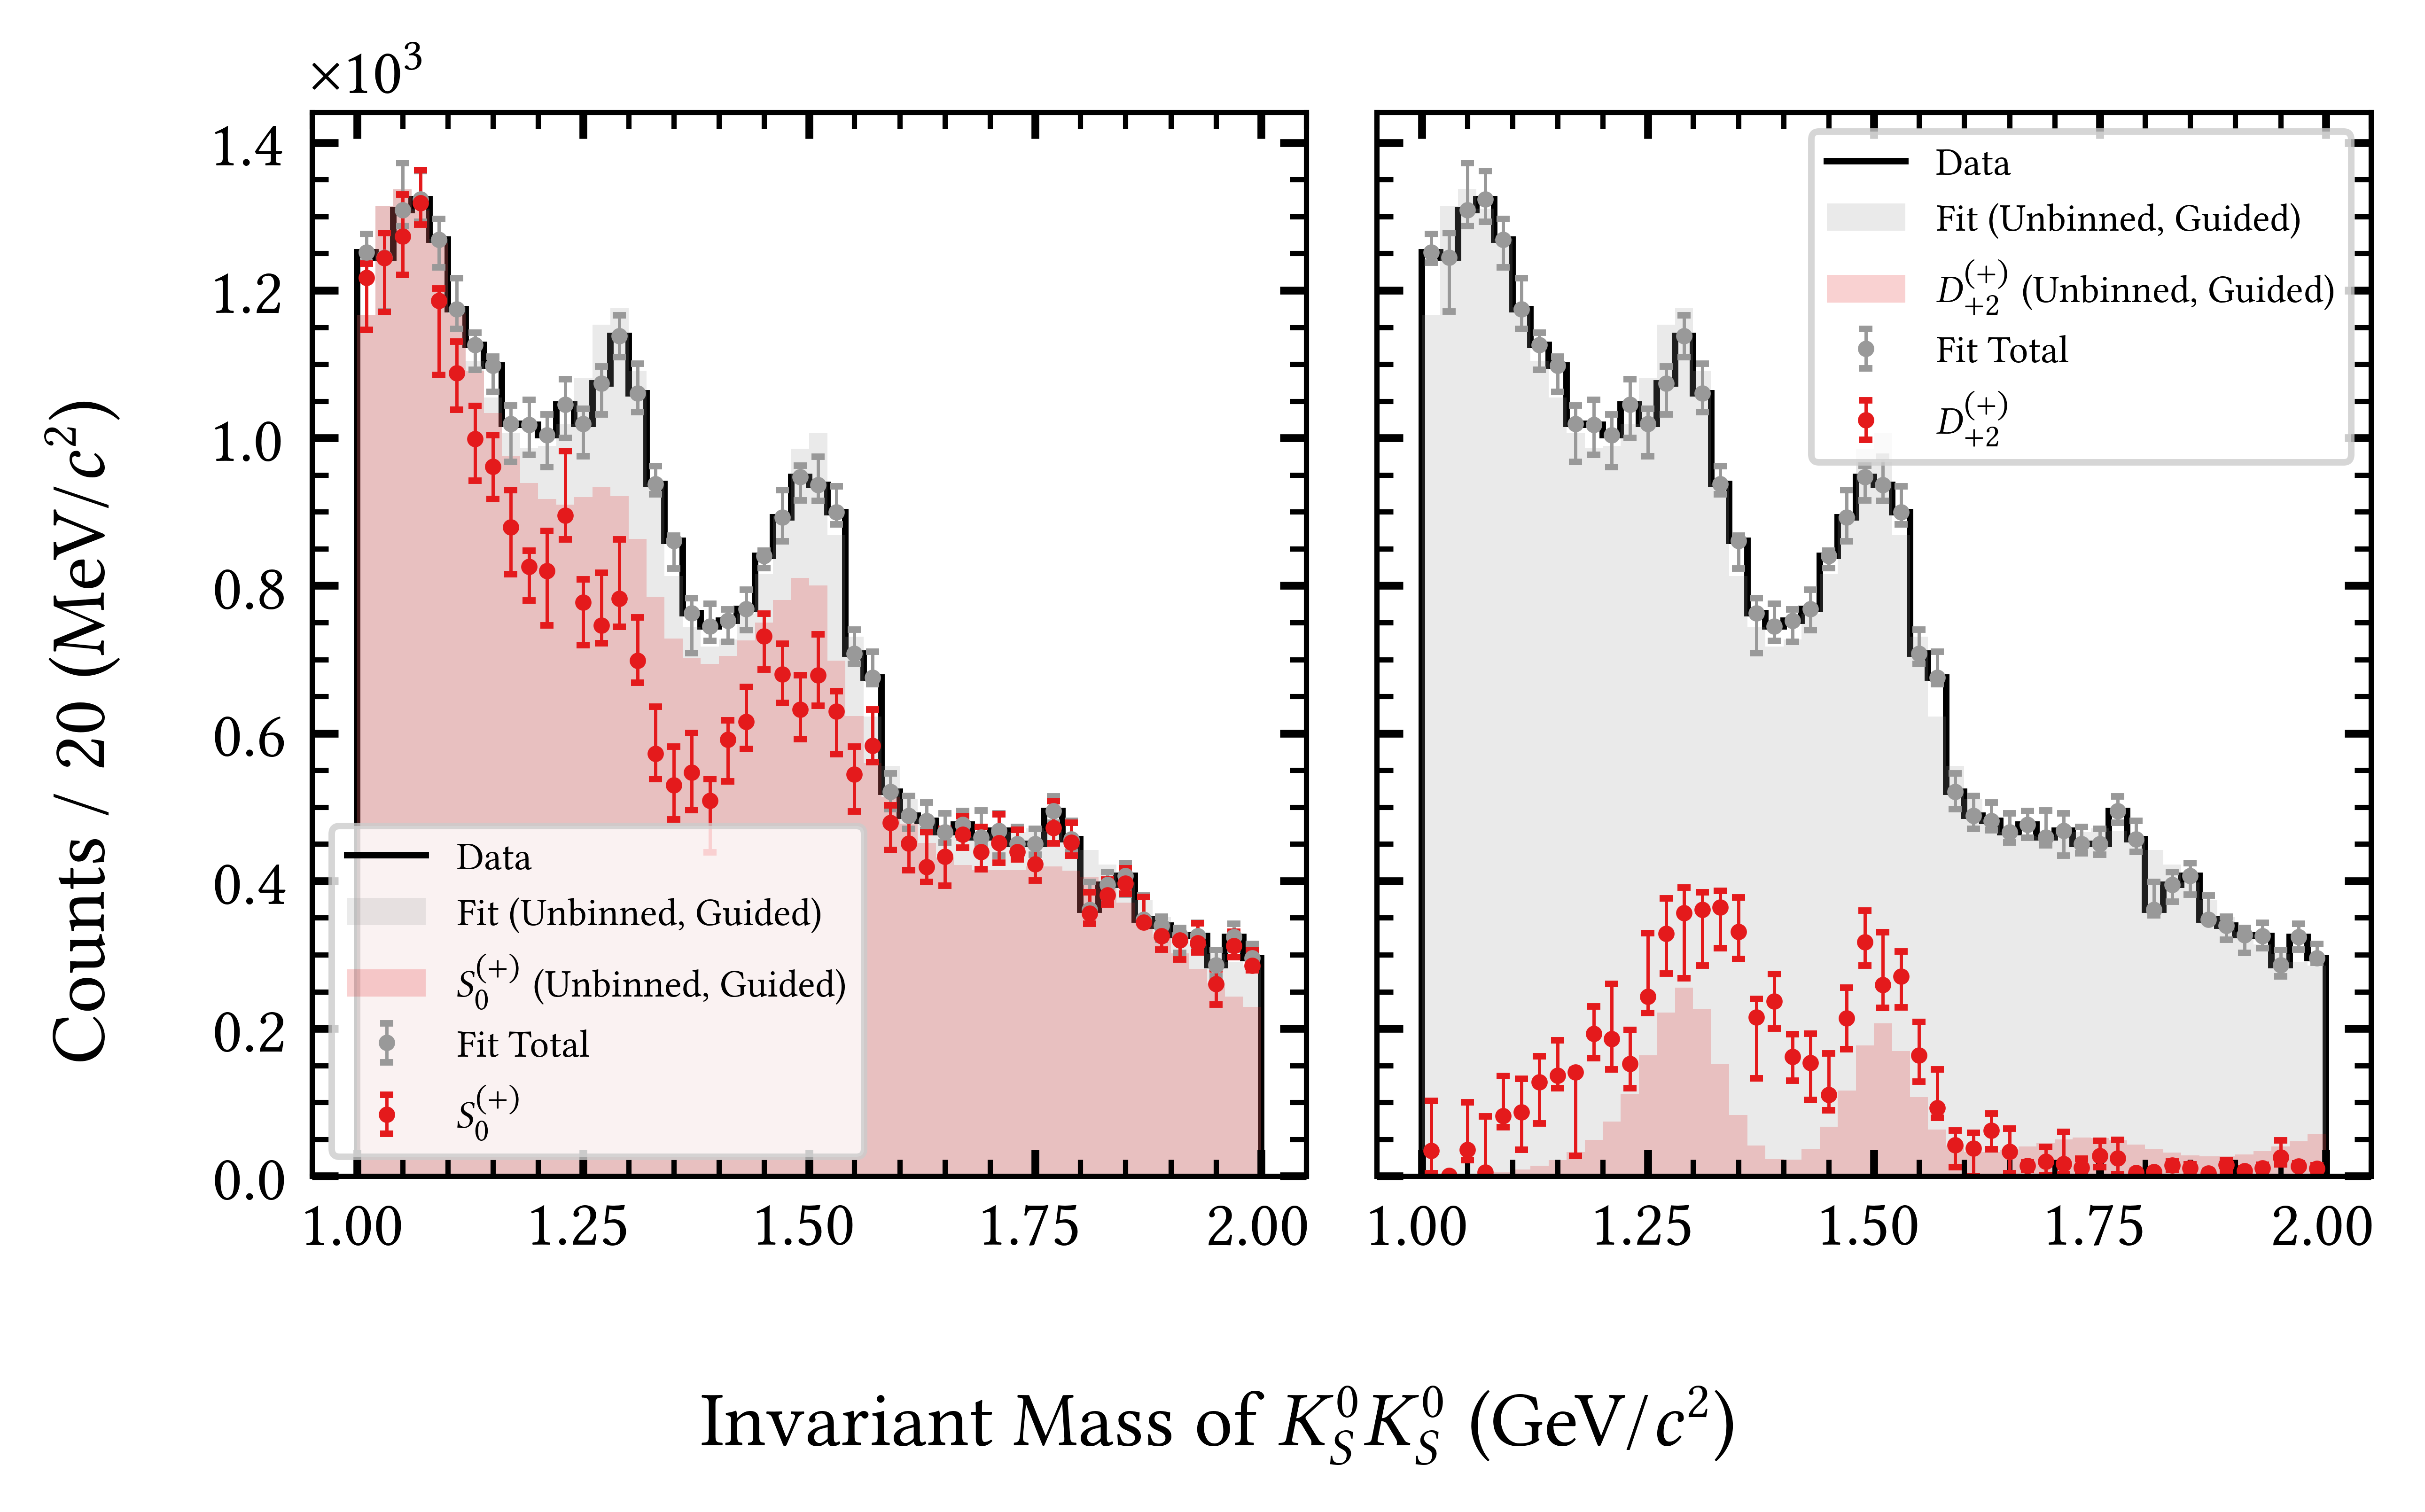 ×10³
Counts / 20 (MeV/c²)
1.4
1.2
1.0
0.8
0.6
0.4
0.2
0.0
Data
Fit (Unbinned, Guided)
S₀⁽⁺⁾ (Unbinned, Guided)
Fit Total
S₀⁽⁺⁾
1.00 1.25 1.50 1.75 2.00
Data
Fit (Unbinned, Guided)
D₊₂⁽⁺⁾ (Unbinned, Guided)
Fit Total
D₊₂⁽⁺⁾
1.00 1.25 1.50 1.75 2.00
Invariant Mass of K_S⁰K_S⁰ (GeV/c²)